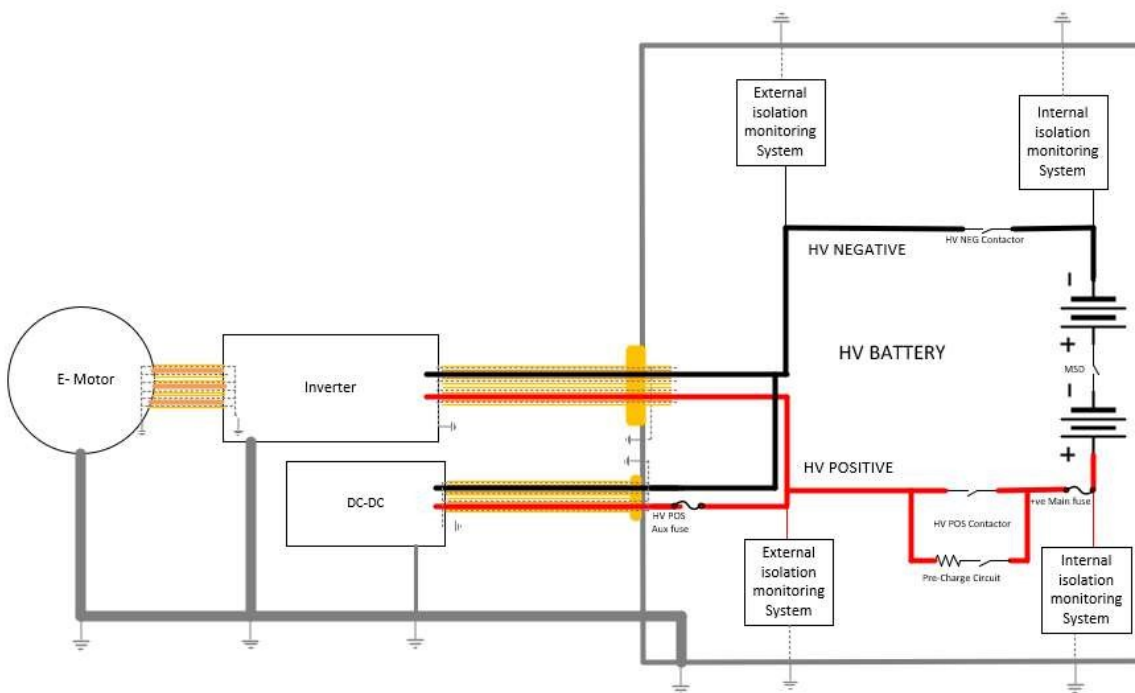 External
isolation
monitoring
System
Internal
isolation
monitoring
System
HV NEGATIVE
HV NEG Contactor
HV BATTERY
MSD
E- Motor
Inverter
HV POSITIVE
DC-DC
HV POS
Aux fuse
+ve Main fuse
HV POS Contactor
Pre-Charge Circuit
External
isolation
monitoring
System
Internal
isolation
monitoring
System